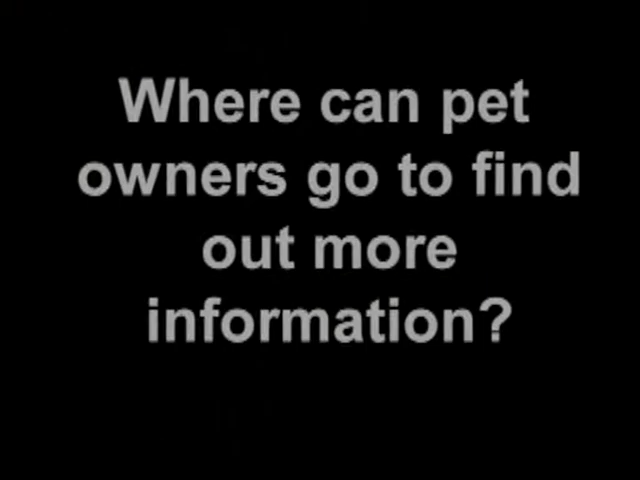 Where can pet
owners go to find
out more
information?